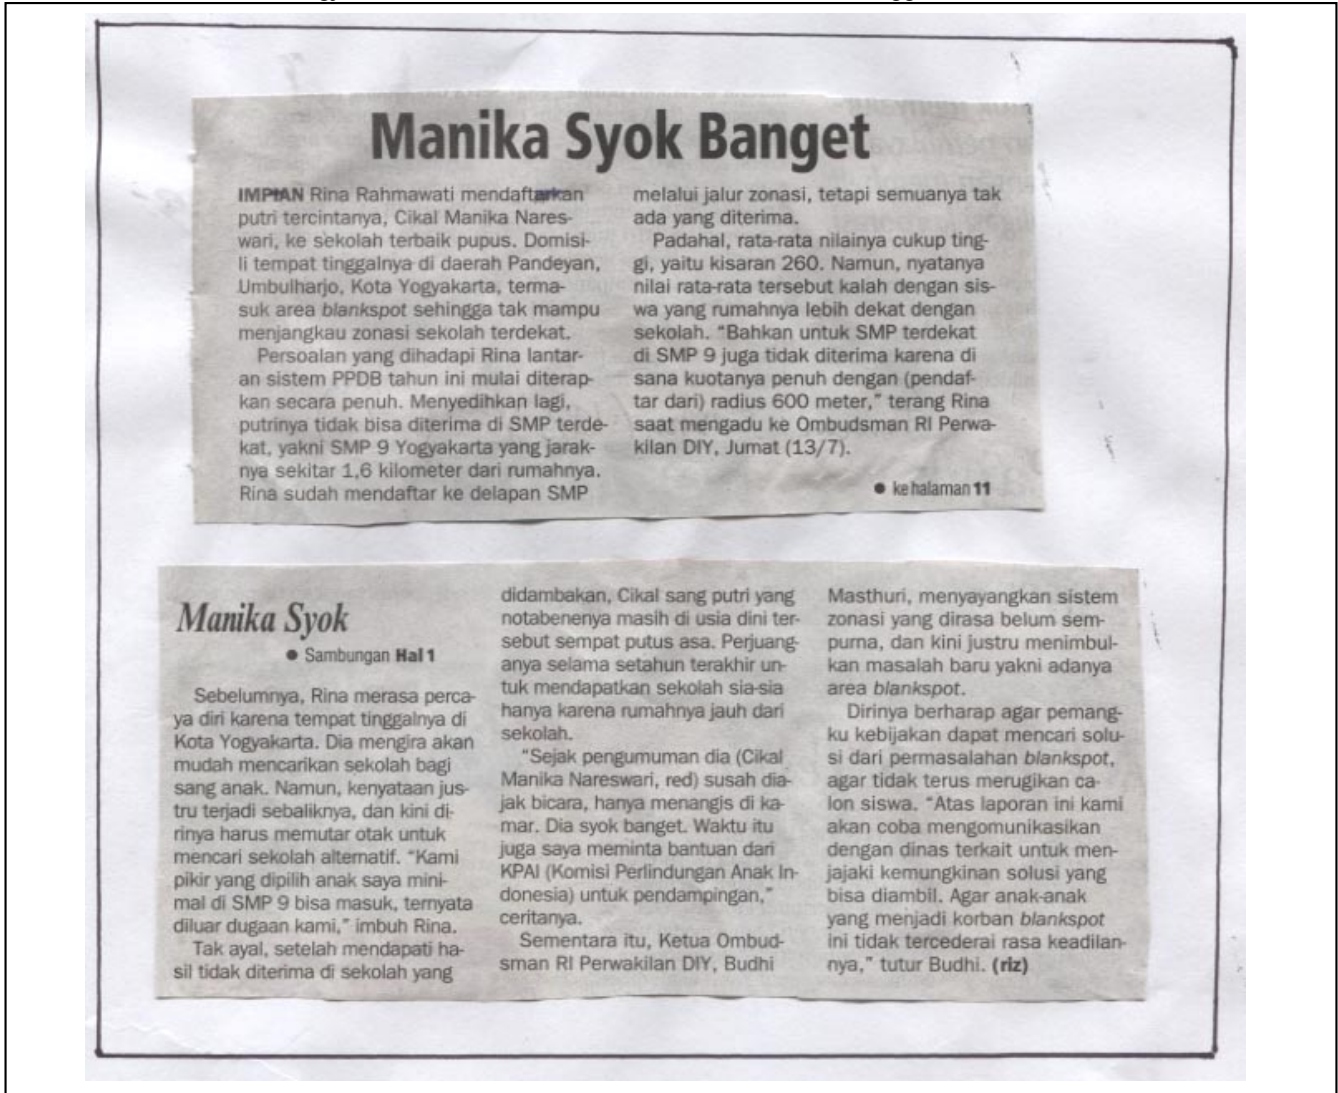 Manika Syok Banget
IMPIAN Rina Rahmawati mendaftarkan
putri tercintanya, Cikal Manika Nares-
wari, ke sekolah terbaik pupus. Domisi-
li tempat tinggalnya di daerah Pandeyan,
Umbulharjo, Kota Yogyakarta, terma-
suk area blankspot sehingga tak mampu
menjangkau zonasi sekolah terdekat.
Persoalan yang dihadapi Rina lantar-
an sistem PPDB tahun ini mulai diterap-
kan secara penuh. Menyedihkan lagi,
putrinya tidak bisa diterima di SMP terde-
kat, yakni SMP 9 Yogyakarta yang jarak-
nya sekitar 1,6 kilometer dari rumahnya.
Rina sudah mendaftar ke delapan SMP
melalui jalur zonasi, tetapi semuanya tak
ada yang diterima.
Padahal, rata-rata nilainya cukup ting-
gi, yaitu kisaran 260. Namun, nyatanya
nilai rata-rata tersebut kalah dengan sis-
wa yang rumahnya lebih dekat dengan
sekolah. "Bahkan untuk SMP terdekat
di SMP 9 juga tidak diterima karena di
sana kuotanya penuh dengan (pendaf-
tar dari) radius 600 meter," terang Rina
saat mengadu ke Ombudsman RI Perwa-
kilan DIY, Jumat (13/7).
● ke halaman 11
Manika Syok
● Sambungan Hal 1
Sebelumnya, Rina merasa perca-
ya diri karena tempat tinggalnya di
Kota Yogyakarta. Dia mengira akan
mudah mencarikan sekolah bagi
sang anak. Namun, kenyataan jus-
tru terjadi sebaliknya, dan kini di-
rinya harus memutar otak untuk
mencari sekolah alternatif. "Kami
pikir yang dipilih anak saya mini-
mal di SMP 9 bisa masuk, ternyata
diluar dugaan kami," imbuh Rina.
Tak ayal, setelah mendapati ha-
sil tidak diterima di sekolah yang
didambakan, Cikal sang putri yang
notabenenya masih di usia dini ter-
sebut sempat putus asa. Perjuang-
anya selama setahun terakhir un-
tuk mendapatkan sekolah sia-sia
hanya karena rumahnya jauh dari
sekolah.
"Sejak pengumuman dia (Cikal
Manika Nareswari, red) susah dia-
jak bicara, hanya menangis di ka-
mar. Dia syok banget. Waktu itu
juga saya meminta bantuan dari
KPAI (Komisi Perlindungan Anak In-
donesia) untuk pendampingan,"
ceritanya.
Sementara itu, Ketua Ombud-
sman RI Perwakilan DIY, Budhi
Masthuri, menyayangkan sistem
zonasi yang dirasa belum sem-
purna, dan kini justru menimbul-
kan masalah baru yakni adanya
area blankspot.
Dirinya berharap agar pemang-
ku kebijakan dapat mencari solu-
si dari permasalahan blankspot,
agar tidak terus merugikan ca-
lon siswa. "Atas laporan ini kami
akan coba mengomunikasikan
dengan dinas terkait untuk men-
jajaki kemungkinan solusi yang
bisa diambil. Agar anak-anak
yang menjadi korban blankspot
ini tidak tercederai rasa keadilan-
nya," tutur Budhi. (riz)